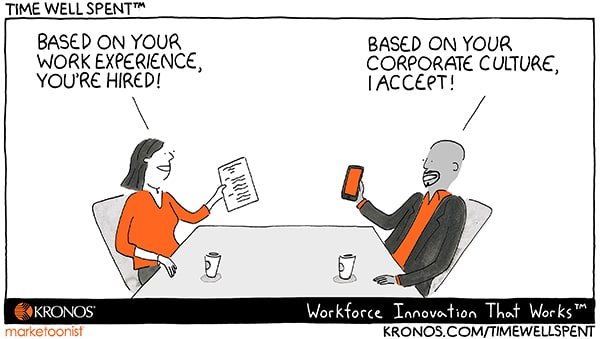 TIME WELL SPENT™
BASED ON YOUR
WORK EXPERIENCE,
YOU'RE HIRED!
BASED ON YOUR
CORPORATE CULTURE,
I ACCEPT!
KRONOS®
Workforce Innovation That Works™
marketoonist®
KRONOS.COM/TIMEWELLSPENT